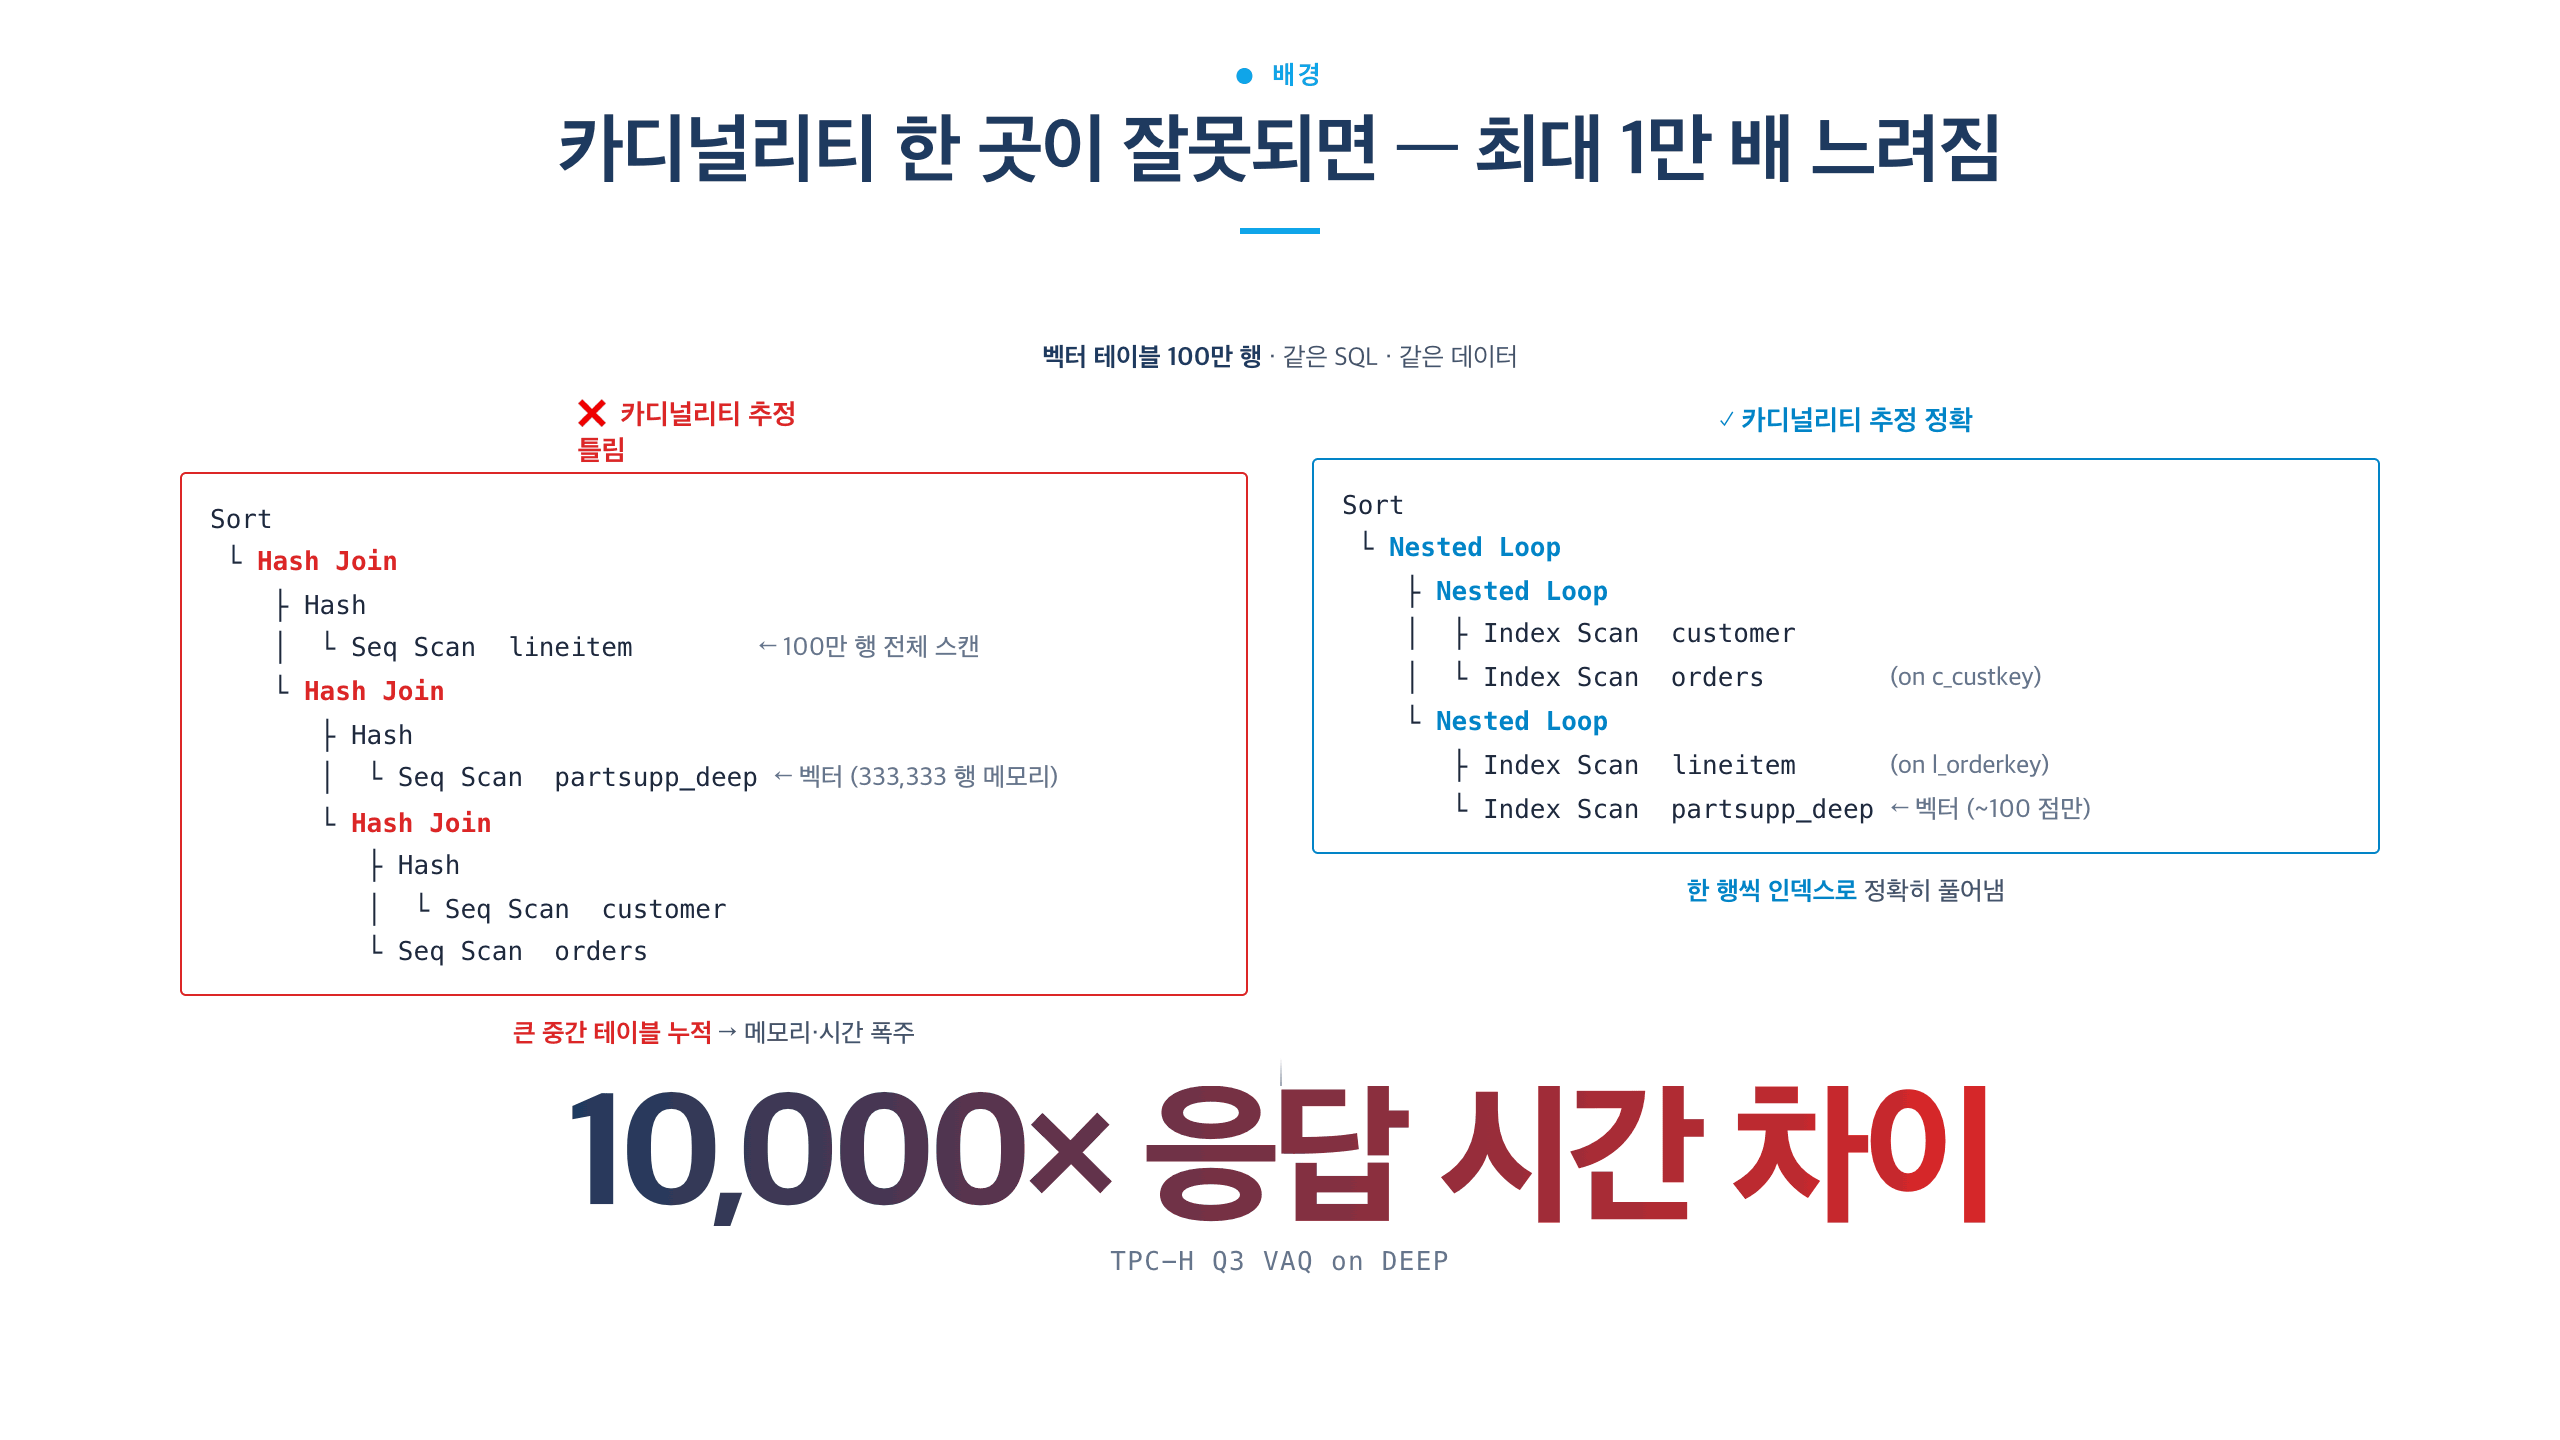 ● 배경
카디널리티 한 곳이 잘못되면 — 최대 1만 배 느려짐
벡터 테이블 100만 행 · 같은 SQL · 같은 데이터
❌ 카디널리티 추정
틀림
Sort
└ Hash Join
├ Hash
│ └ Seq Scan lineitem ← 100만 행 전체 스캔
└ Hash Join
├ Hash
│ └ Seq Scan partsupp_deep ← 벡터 (333,333 행 메모리)
└ Hash Join
├ Hash
│ └ Seq Scan customer
└ Seq Scan orders
큰 중간 테이블 누적 → 메모리·시간 폭주
✓ 카디널리티 추정 정확
Sort
└ Nested Loop
├ Nested Loop
│ ├ Index Scan customer
│ └ Index Scan orders (on c_custkey)
└ Nested Loop
├ Index Scan lineitem (on l_orderkey)
└ Index Scan partsupp_deep ← 벡터 (~100 점만)
한 행씩 인덱스로 정확히 풀어냄
10,000× 응답 시간 차이
TPC-H Q3 VAQ on DEEP